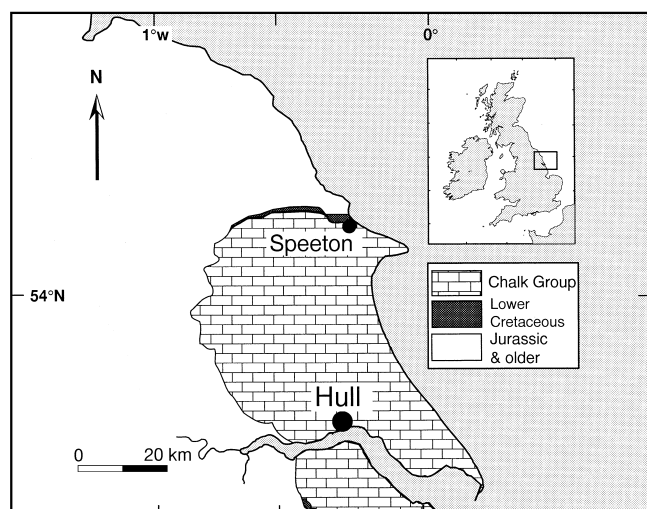 1°w
0°
N
Speeton
54°N
Chalk Group
Lower
Cretaceous
Jurassic
& older
Hull
0
20 km